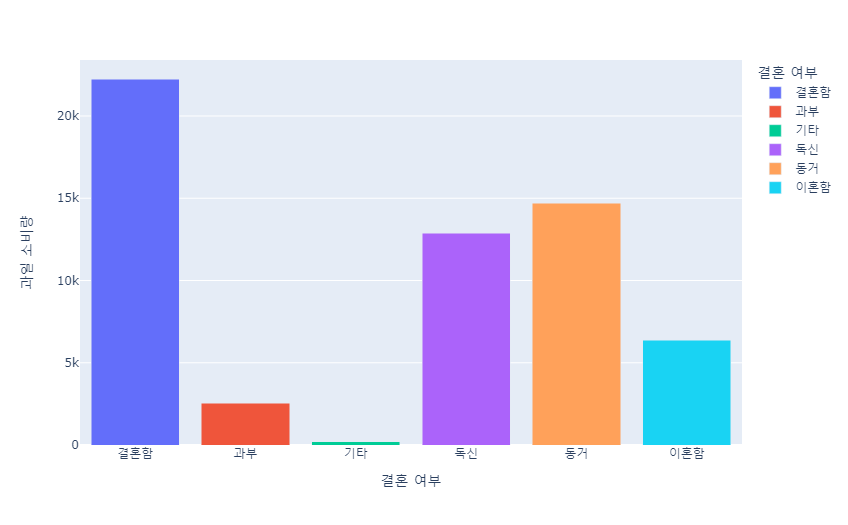 결혼 여부
결혼함
과부
기타
독신
동거
이혼함
과일 소비량
20k
15k
10k
5k
0
결혼함 과부 기타 독신 동거 이혼함
결혼 여부